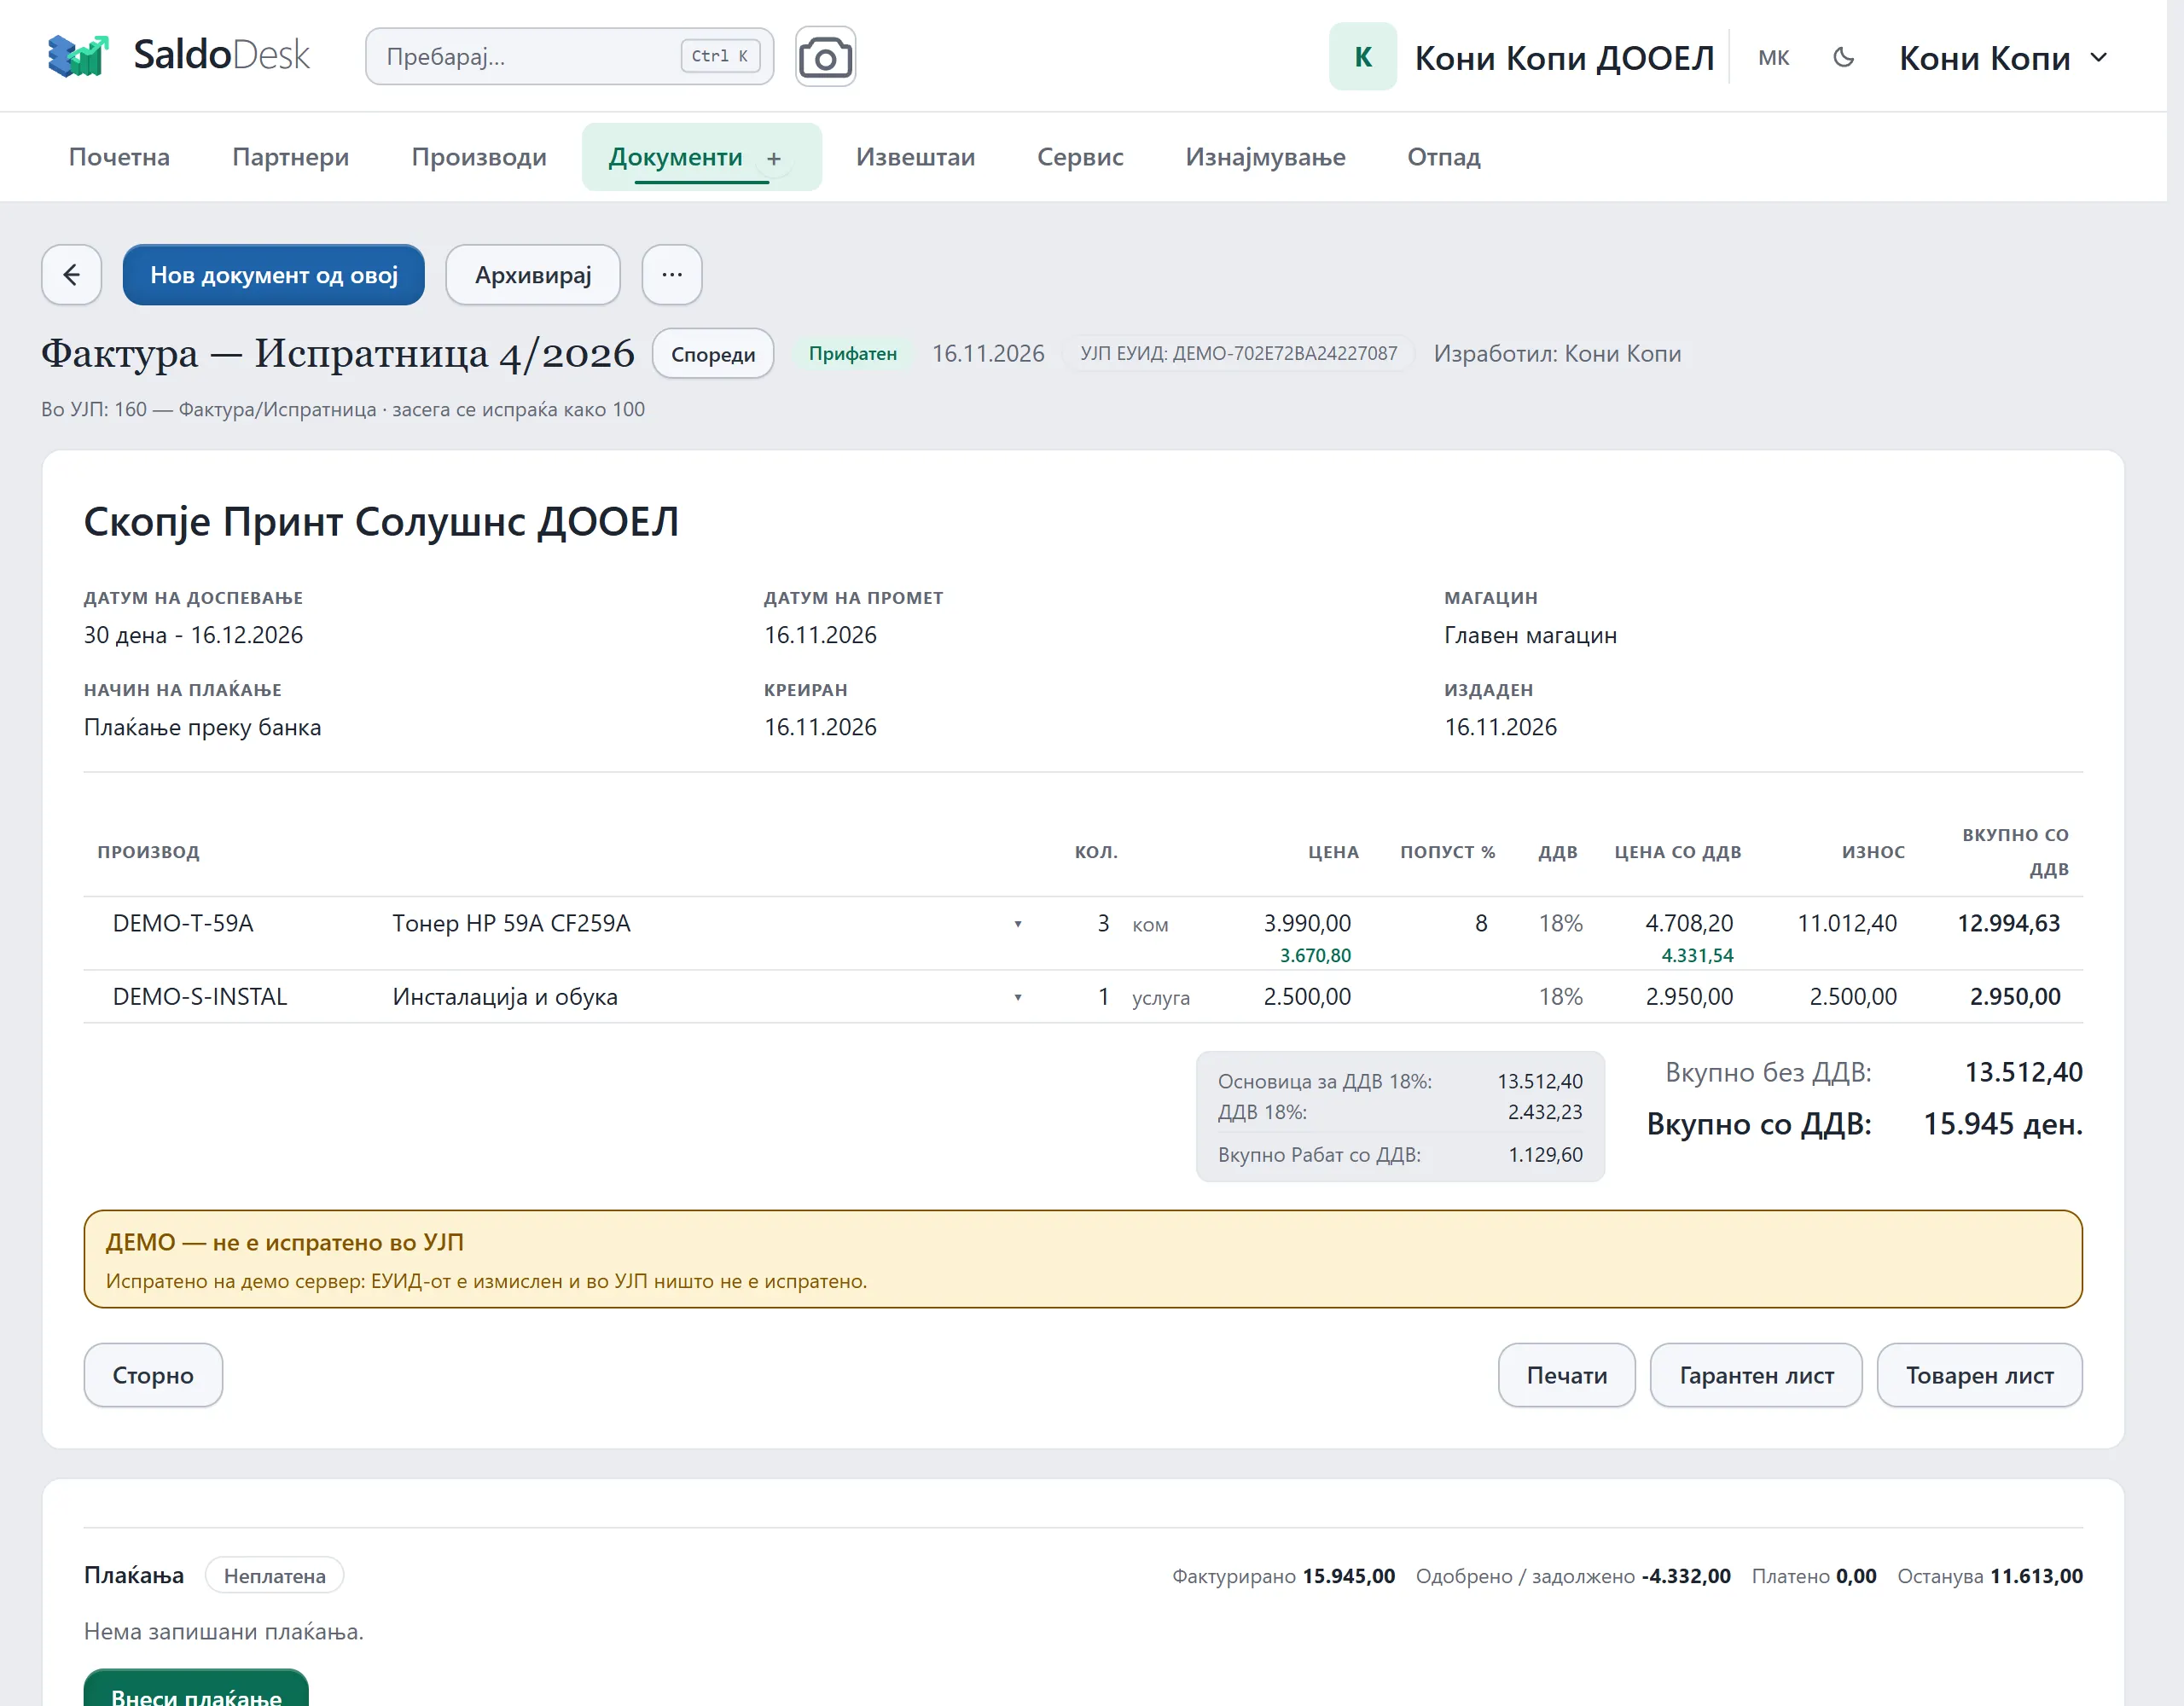 SaldoDesk
Пребарај... Ctrl K
К Кони Копи ДООЕЛ МК Кони Копи
Почетна Партнери Производи Документи + Извештаи Сервис Изнајмување Отпад
Нов документ од овој Архивирај ...
Фактура — Испратница 4/2026 Спореди Прифатен 16.11.2026 УЈП ЕУИД: ДЕМО-702E72BA24227087 Изработил: Кони Копи
Во УЈП: 160 — Фактура/Испратница · засега се испраќа како 100
Скопје Принт Солушнс ДООЕЛ
ДАТУМ НА ДОСПЕВАЊЕ ДАТУМ НА ПРОМЕТ МАГАЦИН
30 дена - 16.12.2026 16.11.2026 Главен магацин
НАЧИН НА ПЛАЌАЊЕ КРЕИРАН ИЗДАДЕН
Плаќање преку банка 16.11.2026 16.11.2026
ПРОИЗВОД КОЛ. ЦЕНА ПОПУСТ % ДДВ ЦЕНА СО ДДВ ИЗНОС ВКУПНО СО ДДВ
DEMO-T-59A Тонер HP 59A CF259A 3 ком 3.990,00 8 18% 4.708,20 11.012,40 12.994,63
3.670,80 4.331,54
DEMO-S-INSTAL Инсталација и обука 1 услуга 2.500,00 18% 2.950,00 2.500,00 2.950,00
Основица за ДДВ 18%: 13.512,40
ДДВ 18%: 2.432,23
Вкупно Рабат со ДДВ: 1.129,60
Вкупно без ДДВ: 13.512,40
Вкупно со ДДВ: 15.945 ден.
ДЕМО — не е испратено во УЈП
Испратено на демо сервер: ЕУИД-от е измислен и во УЈП ништо не е испратено.
Сторно Печати Гарантен лист Товарен лист
Плаќања Неплатена Фактурирано 15.945,00 Одобрено / задолжено -4.332,00 Платено 0,00 Останува 11.613,00
Нема запишани плаќања.
Внеси плаќање